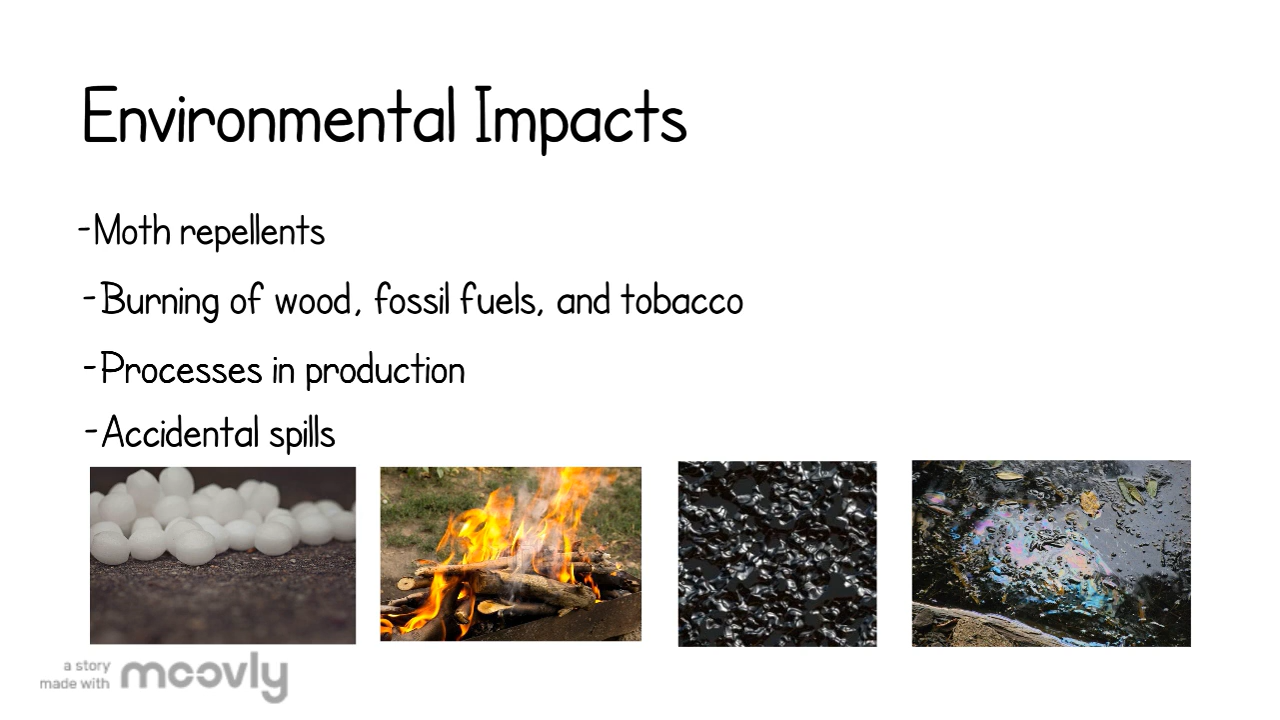 Environmental Impacts
-Moth repellents
-Burning of wood, fossil fuels, and tobacco
-Processes in production
-Accidental spills
a story
made with moovly